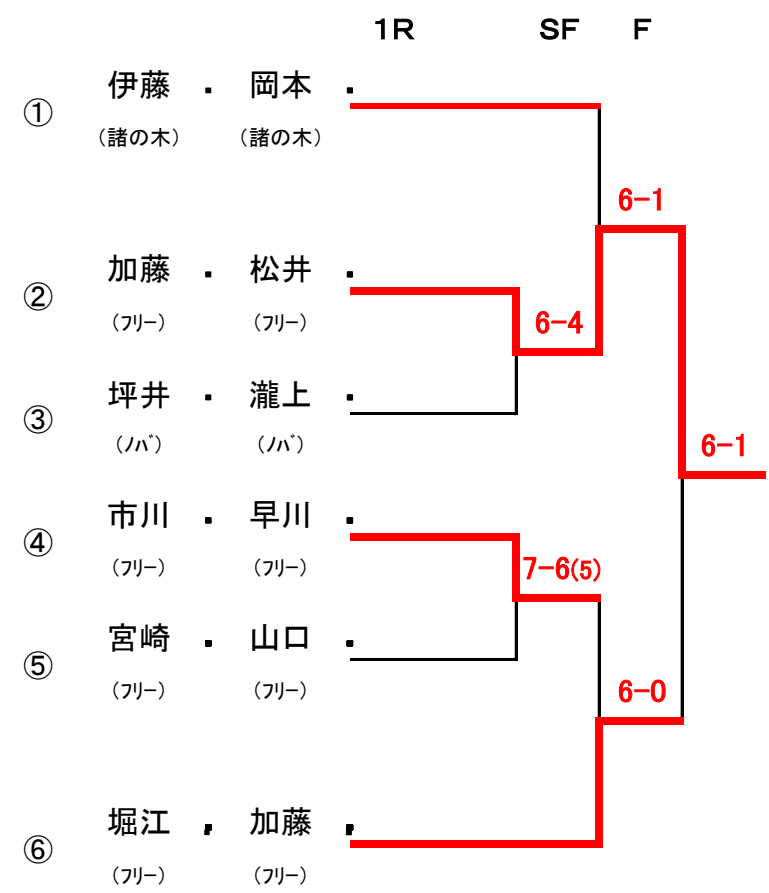 1R SF F
① 伊藤 . 岡本 .
(諸の木) (諸の木)
6-1
② 加藤 . 松井 .
(フリー) (フリー)
6-4
③ 坪井 . 瀧上 .
(ノバ) (ノバ)
6-1
④ 市川 . 早川 .
(フリー) (フリー)
7-6(5)
⑤ 宮崎 . 山口 .
(フリー) (フリー)
6-0
⑥ 堀江 . 加藤 .
(フリー) (フリー)